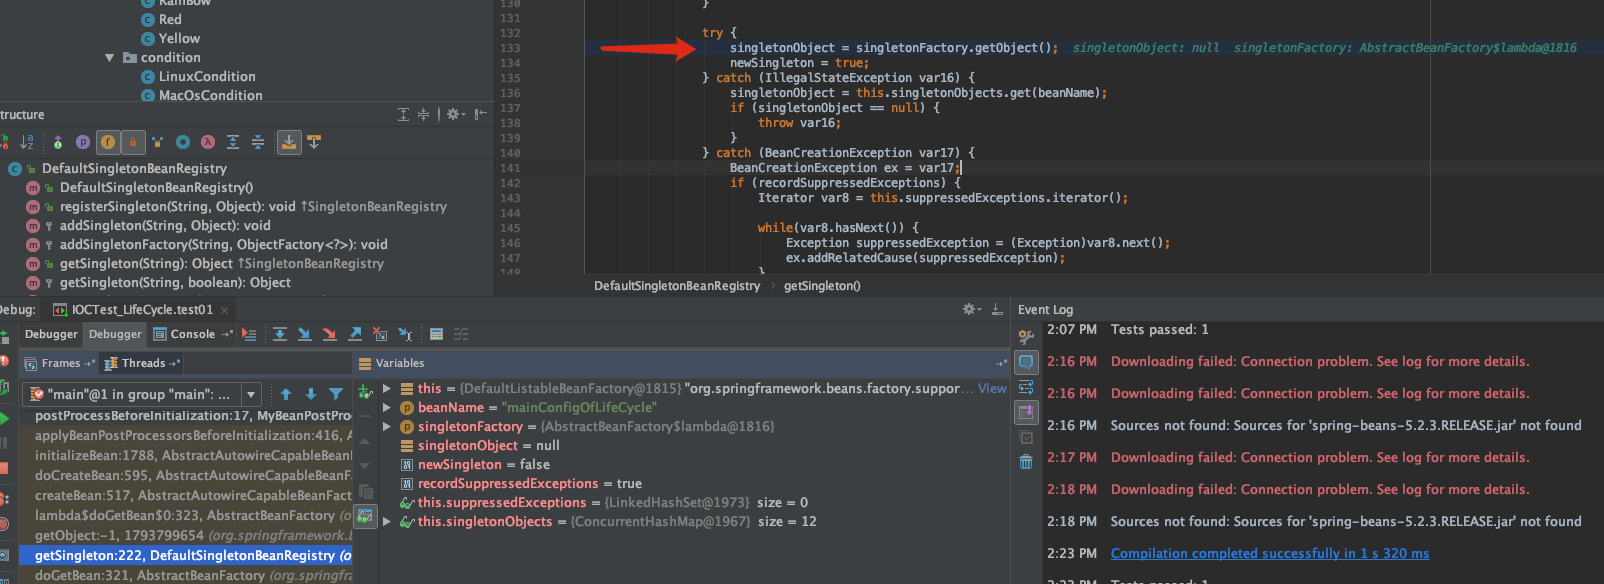 RainBow
Red
Yellow
condition
LinuxCondition
MacOsCondition
tructure
DefaultSingletonBeanRegistry
DefaultSingletonBeanRegistry()
registerSingleton(String, Object): void ↑SingletonBeanRegistry
addSingleton(String, Object): void
addSingletonFactory(String, ObjectFactory<?>): void
getSingleton(String): Object ↑SingletonBeanRegistry
getSingleton(String, boolean): Object
130 }
131
132 try {
133 singletonObject = singletonFactory.getObject(); singletonObject: null singletonFactory: AbstractBeanFactory$lambda@1816
134 newSingleton = true;
135 } catch (IllegalStateException var16) {
136 singletonObject = this.singletonObjects.get(beanName);
137 if (singletonObject == null) {
138 throw var16;
139 }
140 } catch (BeanCreationException var17) {
141 BeanCreationException ex = var17;
142 if (recordSuppressedExceptions) {
143 Iterator var8 = this.suppressedExceptions.iterator();
144
145 while(var8.hasNext()) {
146 Exception suppressedException = (Exception)var8.next();
147 ex.addRelatedCause(suppressedException);
148 }
DefaultSingletonBeanRegistry › getSingleton()
ebug: IOCTest_LifeCycle.test01 ×
Debugger Debugger Console
Frames Threads
"main"@1 in group "main": ...
postProcessBeforeInitialization:17, MyBeanPostPro
applyBeanPostProcessorsBeforeInitialization:416, A
initializeBean:1788, AbstractAutowireCapableBeanI
doCreateBean:595, AbstractAutowireCapableBeanF
createBean:517, AbstractAutowireCapableBeanFact
lambda$doGetBean$0:323, AbstractBeanFactory (o
getObject:-1, 1793799654 (org.springframework.b
getSingleton:222, DefaultSingletonBeanRegistry (o
doGetBean:321, AbstractBeanFactory (org.springfra
Variables
this = {DefaultListableBeanFactory@1815} "org.springframework.beans.factory.suppor... View
beanName = "mainConfigOfLifeCycle"
singletonFactory = {AbstractBeanFactory$lambda@1816}
singletonObject = null
newSingleton = false
recordSuppressedExceptions = true
this.suppressedExceptions = {LinkedHashSet@1973} size = 0
this.singletonObjects = {ConcurrentHashMap@1967} size = 12
Event Log
2:07 PM Tests passed: 1
2:16 PM Downloading failed: Connection problem. See log for more details.
2:16 PM Downloading failed: Connection problem. See log for more details.
2:16 PM Sources not found: Sources for 'spring-beans-5.2.3.RELEASE.jar' not found
2:17 PM Downloading failed: Connection problem. See log for more details.
2:18 PM Downloading failed: Connection problem. See log for more details.
2:18 PM Sources not found: Sources for 'spring-beans-5.2.3.RELEASE.jar' not found
2:23 PM Compilation completed successfully in 1 s 320 ms
2:23 PM Tests passed: 1